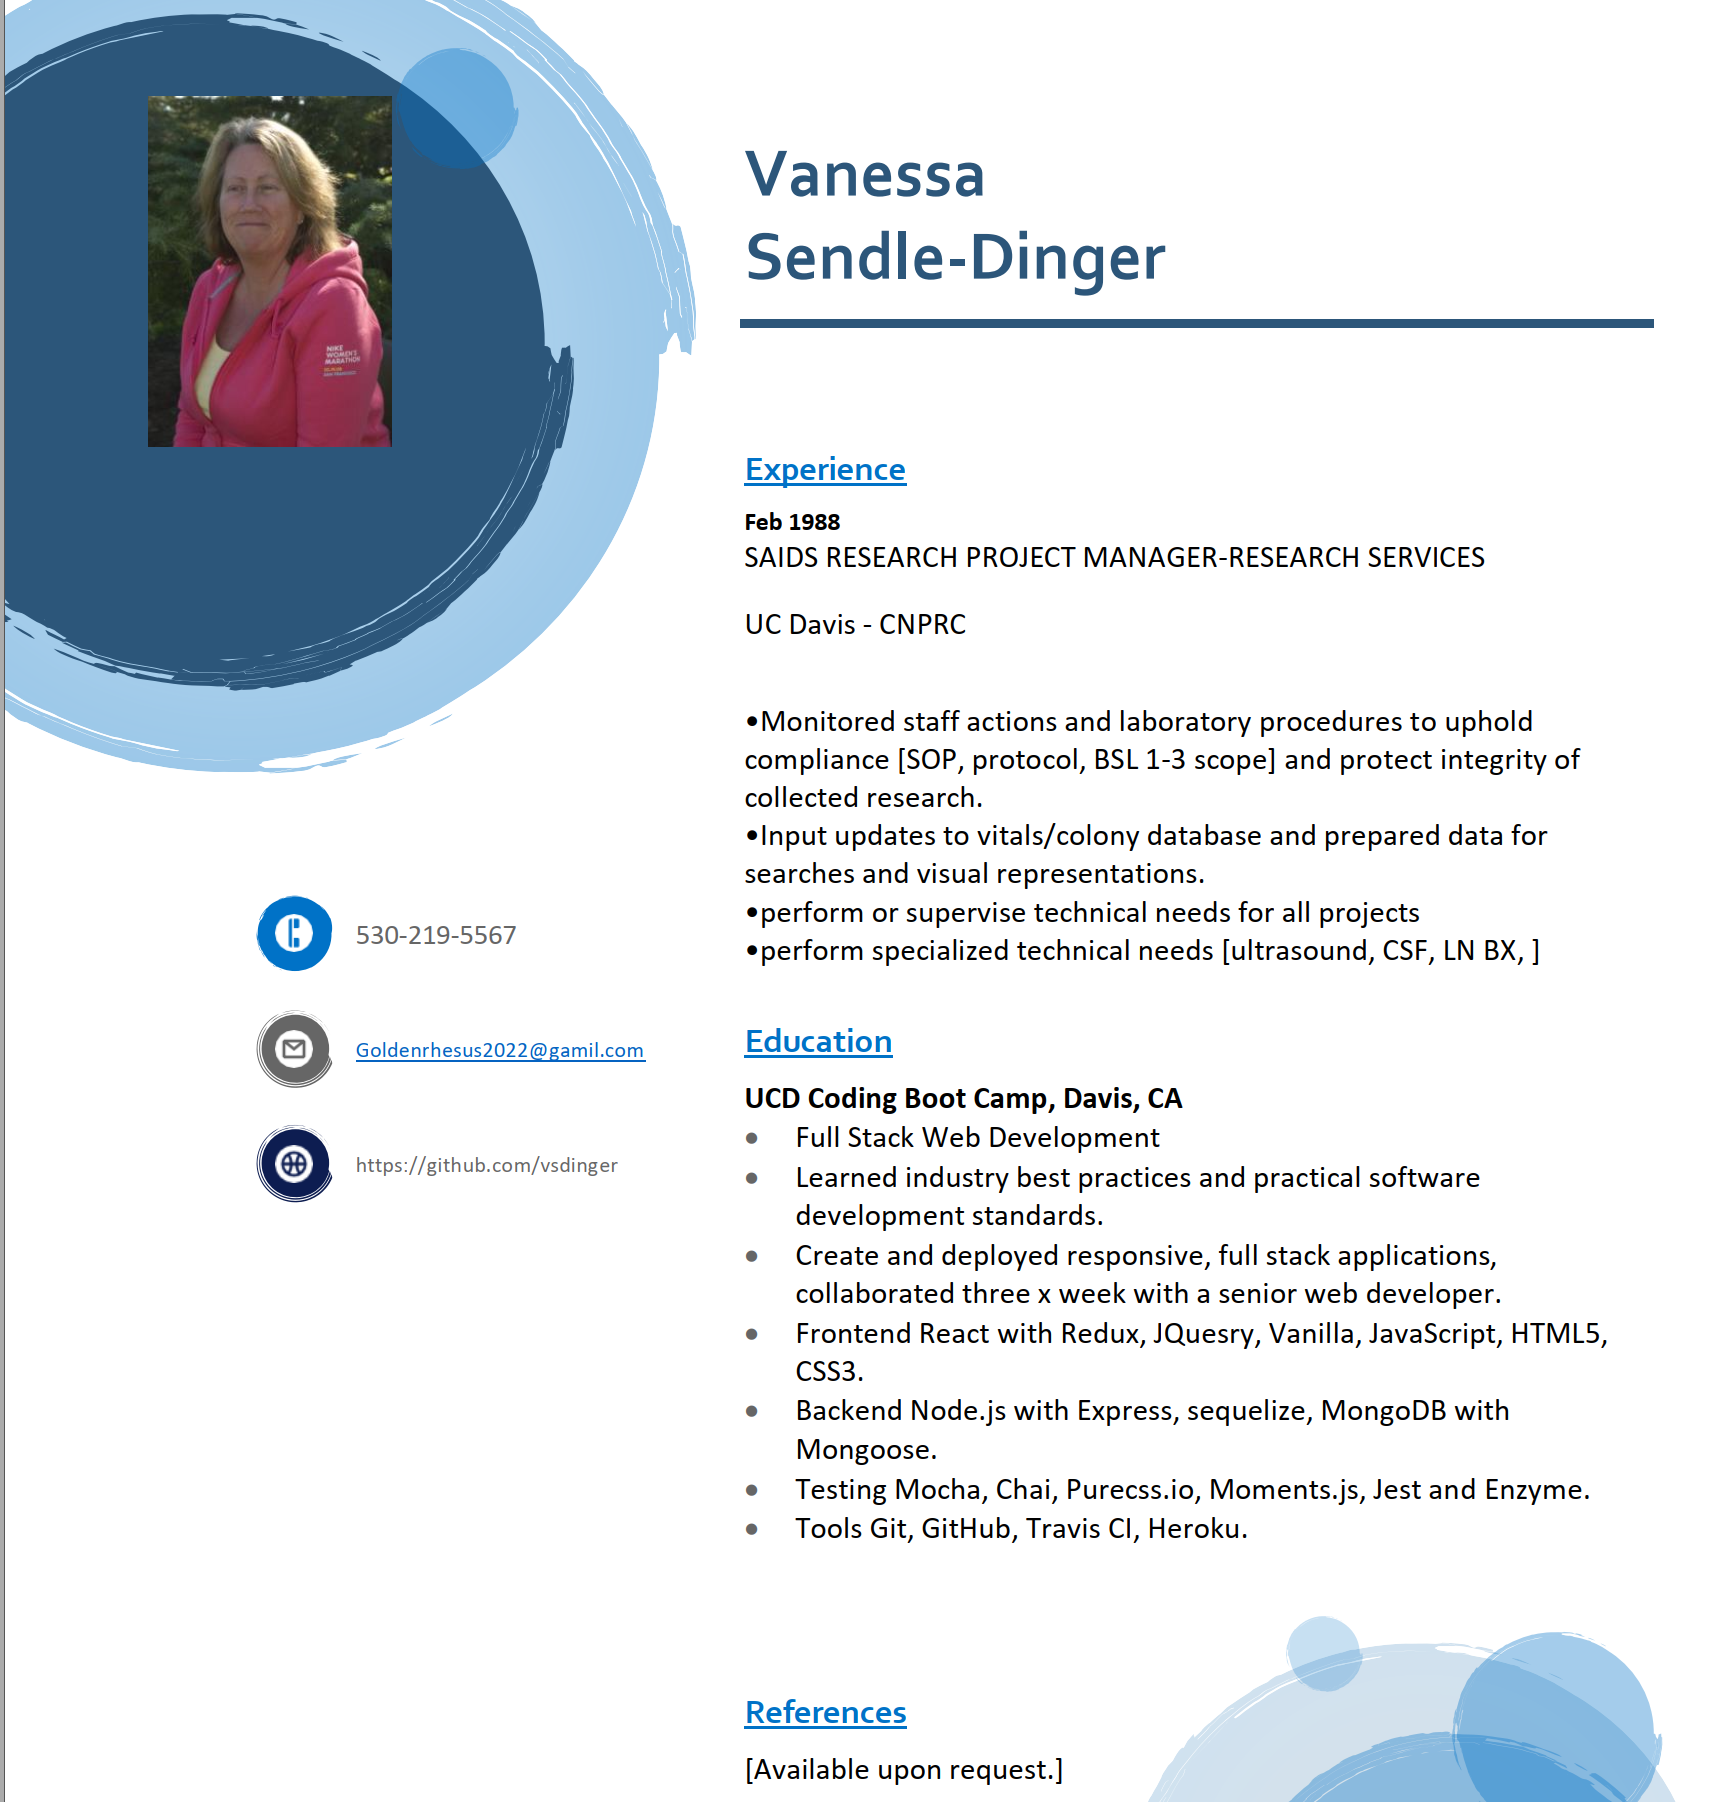 Vanessa
Sendle-Dinger
NIKE
WOMEN'S
MARATHON
SAN FRANCISCO
Experience
Feb 1988
SAIDS RESEARCH PROJECT MANAGER-RESEARCH SERVICES
UC Davis - CNPRC
•Monitored staff actions and laboratory procedures to uphold
compliance [SOP, protocol, BSL 1-3 scope] and protect integrity of
collected research.
•Input updates to vitals/colony database and prepared data for
searches and visual representations.
•perform or supervise technical needs for all projects
•perform specialized technical needs [ultrasound, CSF, LN BX, ]
530-219-5567
Goldenrhesus2022@gamil.com
https://github.com/vsdinger
Education
UCD Coding Boot Camp, Davis, CA
• Full Stack Web Development
• Learned industry best practices and practical software
development standards.
• Create and deployed responsive, full stack applications,
collaborated three x week with a senior web developer.
• Frontend React with Redux, JQuesry, Vanilla, JavaScript, HTML5,
CSS3.
• Backend Node.js with Express, sequelize, MongoDB with
Mongoose.
• Testing Mocha, Chai, Purecss.io, Moments.js, Jest and Enzyme.
• Tools Git, GitHub, Travis CI, Heroku.
References
[Available upon request.]